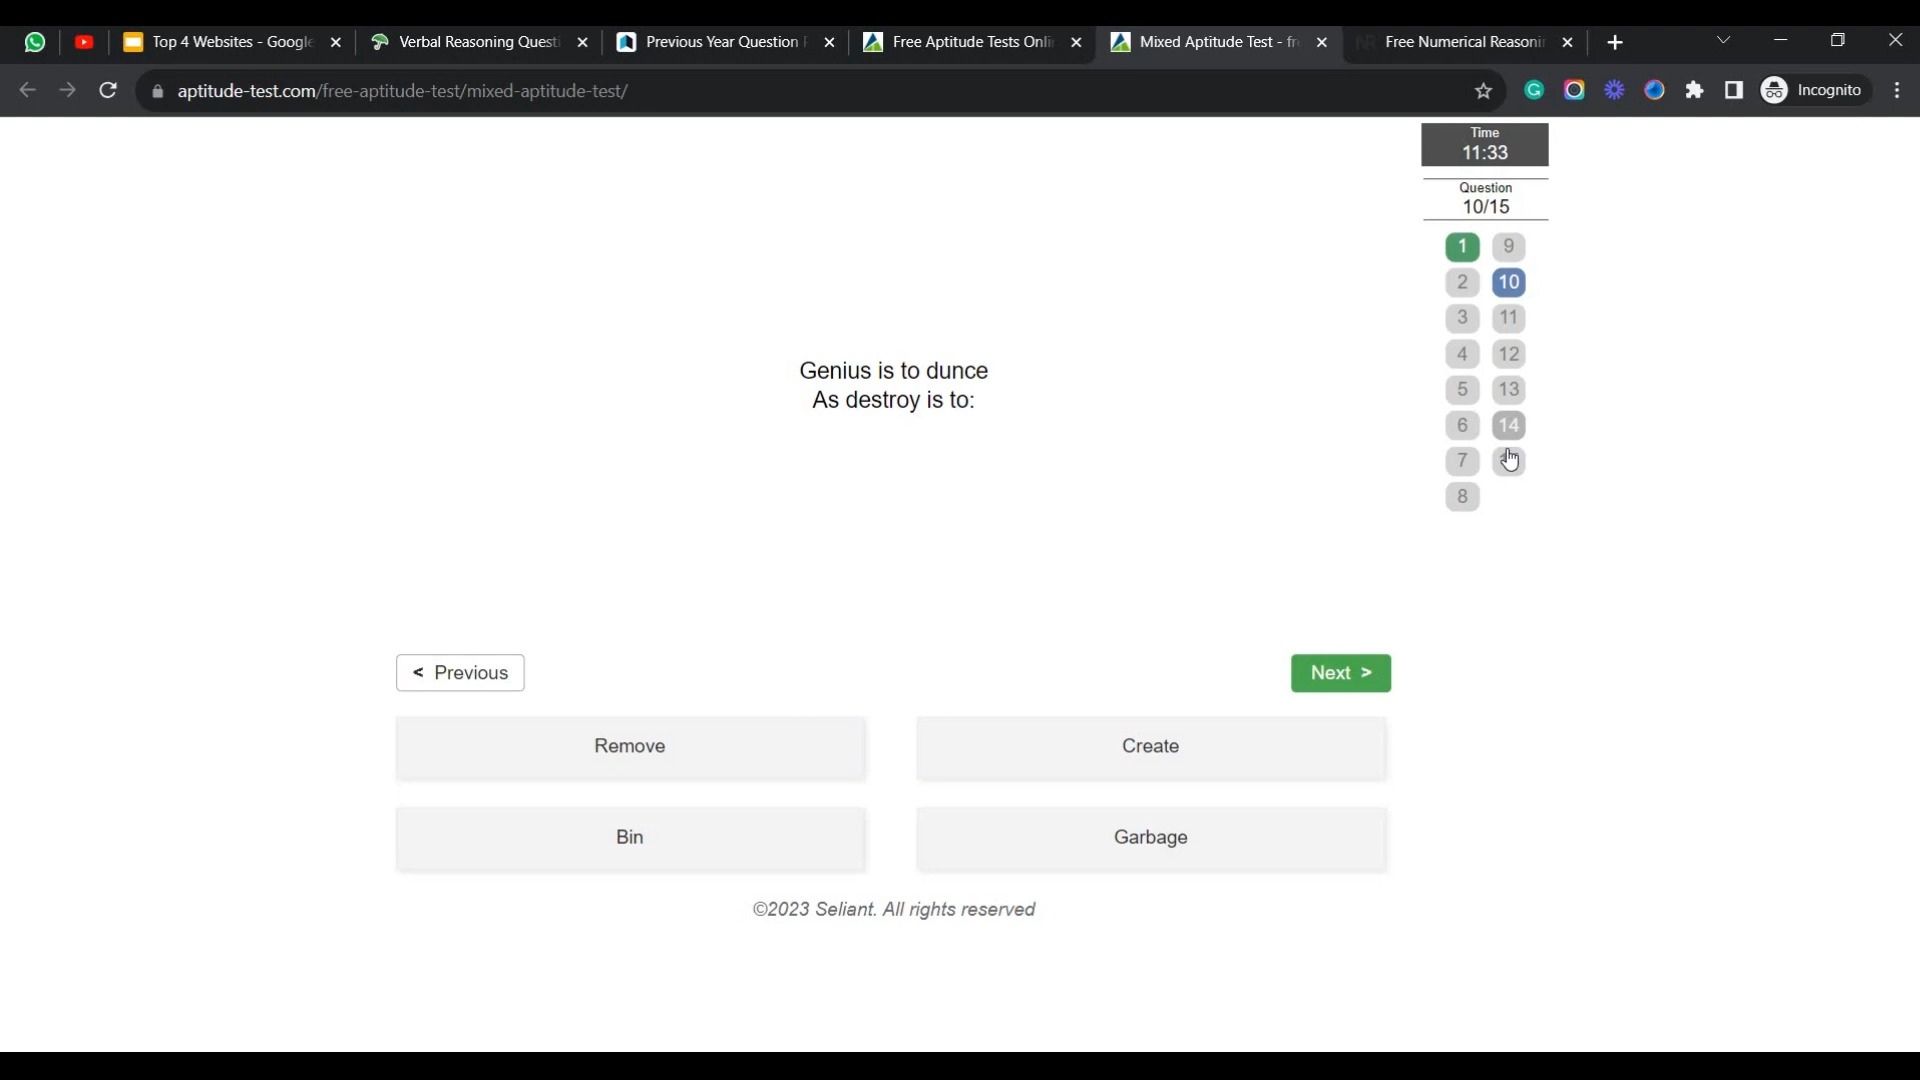 Top 4 Websites - Google
Verbal Reasoning Questi
Previous Year Question P
Free Aptitude Tests Onli
Mixed Aptitude Test - fr
Free Numerical Reasonin
aptitude-test.com/free-aptitude-test/mixed-aptitude-test/
Incognito
Time
11:33
Question
10/15
1 9
2 10
3 11
4 12
5 13
6 14
7
8
Genius is to dunce
As destroy is to:
< Previous
Next >
Remove
Create
Bin
Garbage
©2023 Seliant. All rights reserved